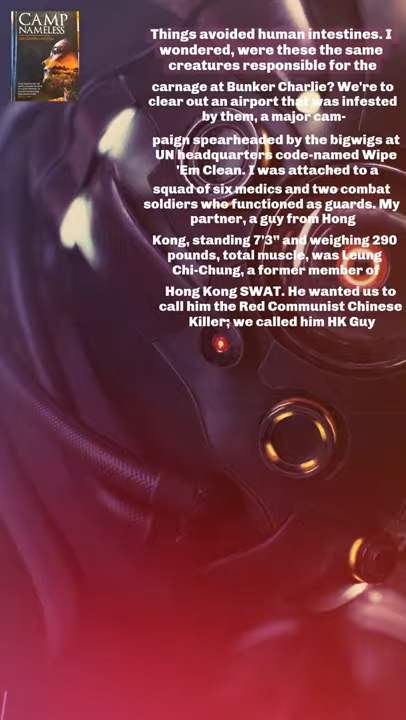 CAMP
NAMELESS
Things avoided human intestines. I
wondered, were these the same
creatures responsible for the
carnage at Bunker Charlie? We're to
clear out an airport that was infested
by them, a major cam-
paign spearheaded by the bigwigs at
UN headquarters code-named Wipe
'Em Clean. I was attached to a
squad of six medics and two combat
soldiers who functioned as guards. My
partner, a guy from Hong
Kong, standing 7'3” and weighing 290
pounds, total muscle, was Leung
Chi-Chung, a former member of
Hong Kong SWAT. He wanted us to
call him the Red Communist Chinese
Killer; we called him HK Guy